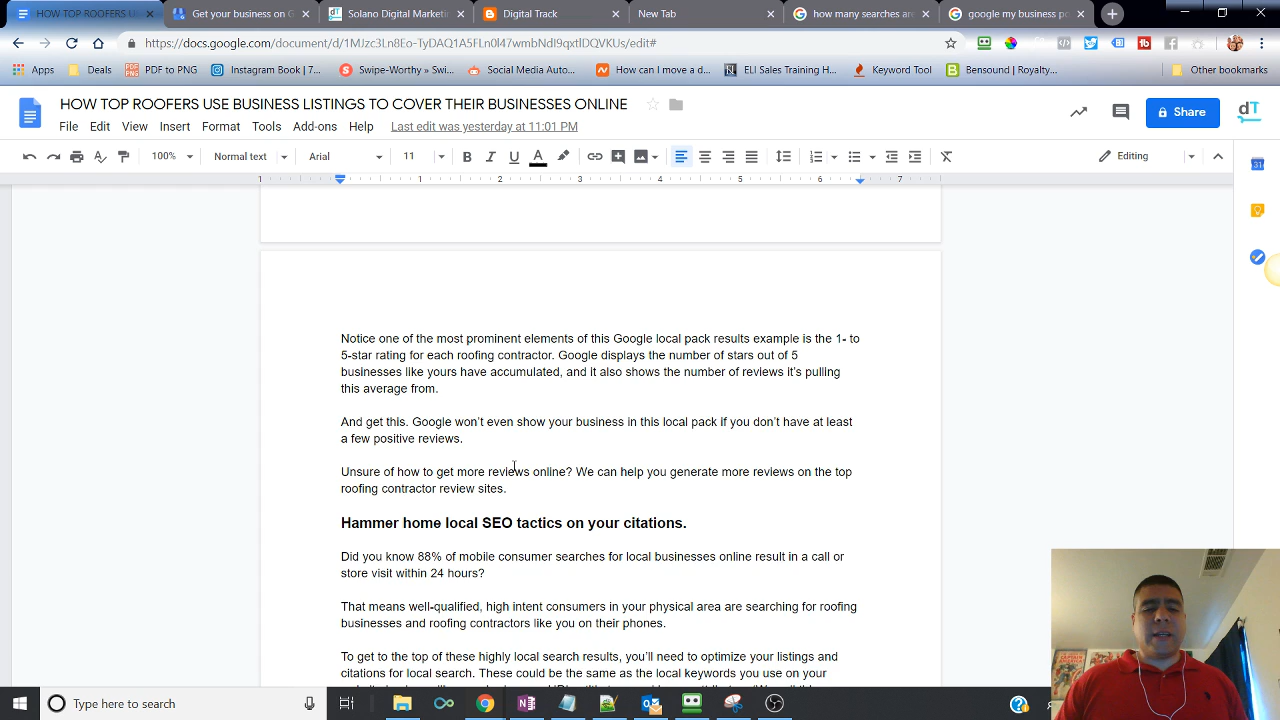 HOW TOP ROOFERS U
Get your business on G
Solano Digital Marketi
Digital Track
New Tab
how many searches are
google my business po
https://docs.google.com/document/d/1MJzc3Ln8EoTyDAQ1A5FLn0l47wmbNdI9qxtlDQVKUs/edit#
Apps
Deals
PDF to PNG
Instagram Book | 7...
Swipe-Worthy » Swi...
Social Media Auto...
How can I move a d...
ELI Sales Training H...
Keyword Tool
Bensound | Royalty...
Other bookmarks
HOW TOP ROOFERS USE BUSINESS LISTINGS TO COVER THEIR BUSINESSES ONLINE
File Edit View Insert Format Tools Add-ons Help Last edit was yesterday at 11:01 PM
Share
dT
100% Normal text Arial 11 B I U A Editing
1 1 2 3 4 5 6 7
31
Notice one of the most prominent elements of this Google local pack results example is the 1- to
5-star rating for each roofing contractor. Google displays the number of stars out of 5
businesses like yours have accumulated, and it also shows the number of reviews it's pulling
this average from.
And get this. Google won't even show your business in this local pack if you don't have at least
a few positive reviews.
Unsure of how to get more reviews online? We can help you generate more reviews on the top
roofing contractor review sites.
Hammer home local SEO tactics on your citations.
Did you know 88% of mobile consumer searches for local businesses online result in a call or
store visit within 24 hours?
That means well-qualified, high intent consumers in your physical area are searching for roofing
businesses and roofing contractors like you on their phones.
To get to the top of these highly local search results, you'll need to optimize your listings and
citations for local search. These could be the same as the local keywords you use on your
Type here to search